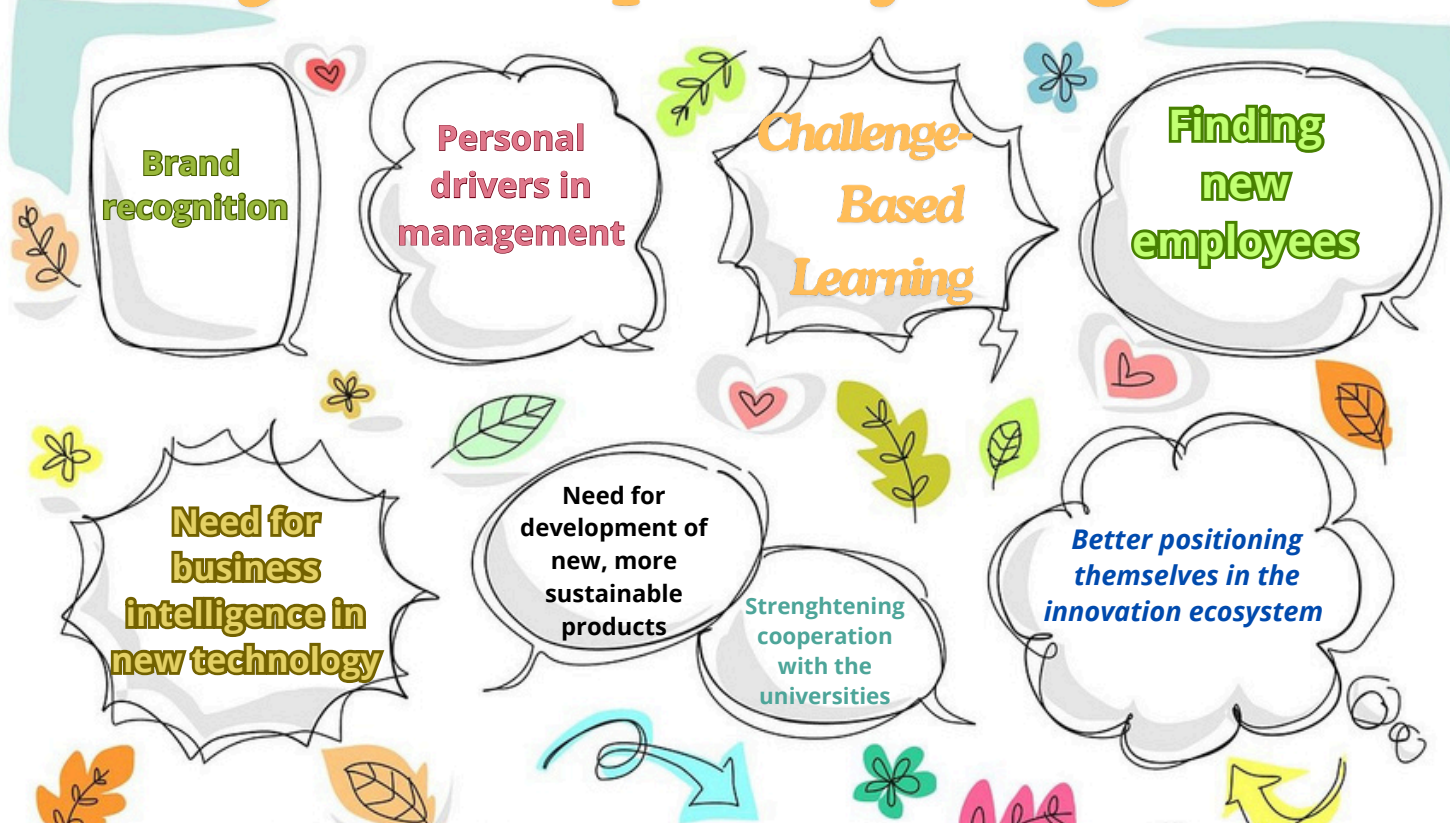 Brand
recognition
Personal
drivers in
management
Challenge-
Based
Learning
Finding
new
employees
Need for
business
intelligence in
new technology
Need for
development of
new, more
sustainable
products
Strenghtening
cooperation
with the
universities
Better positioning
themselves in the
innovation ecosystem